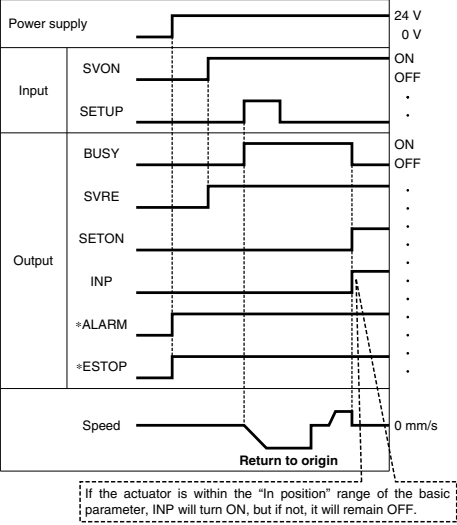 Power supply
24 V
0 V
Input
SVON
ON
OFF
SETUP
Output
BUSY
ON
OFF
SVRE
SETON
INP
*ALARM
*ESTOP
Speed
0 mm/s
Return to origin
If the actuator is within the “In position” range of the basic
parameter, INP will turn ON, but if not, it will remain OFF.